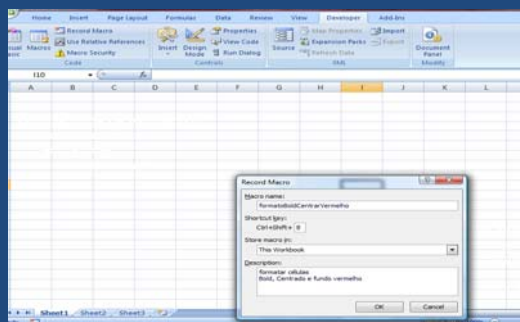 Home Insert Page Layout Formulas Data Review View Developer Add-Ins
Record Macro Properties Map Properties Import
Macros Use Relative References Insert Design Mode View Code Source Expansion Packs Export Document Panel
Macro Security Run Dialog Refresh Data
Code Controls XML Modify
I10 fx
A B C D E F G H I J K L
Record Macro
Macro name:
formatoBoldCentrarVermelho
Shortcut key:
Ctrl+Shift+
Store macro in:
This Workbook
Description:
formatar células
Bold, Centrado e fundo vermelho
OK Cancel
Sheet1 Sheet2 Sheet3